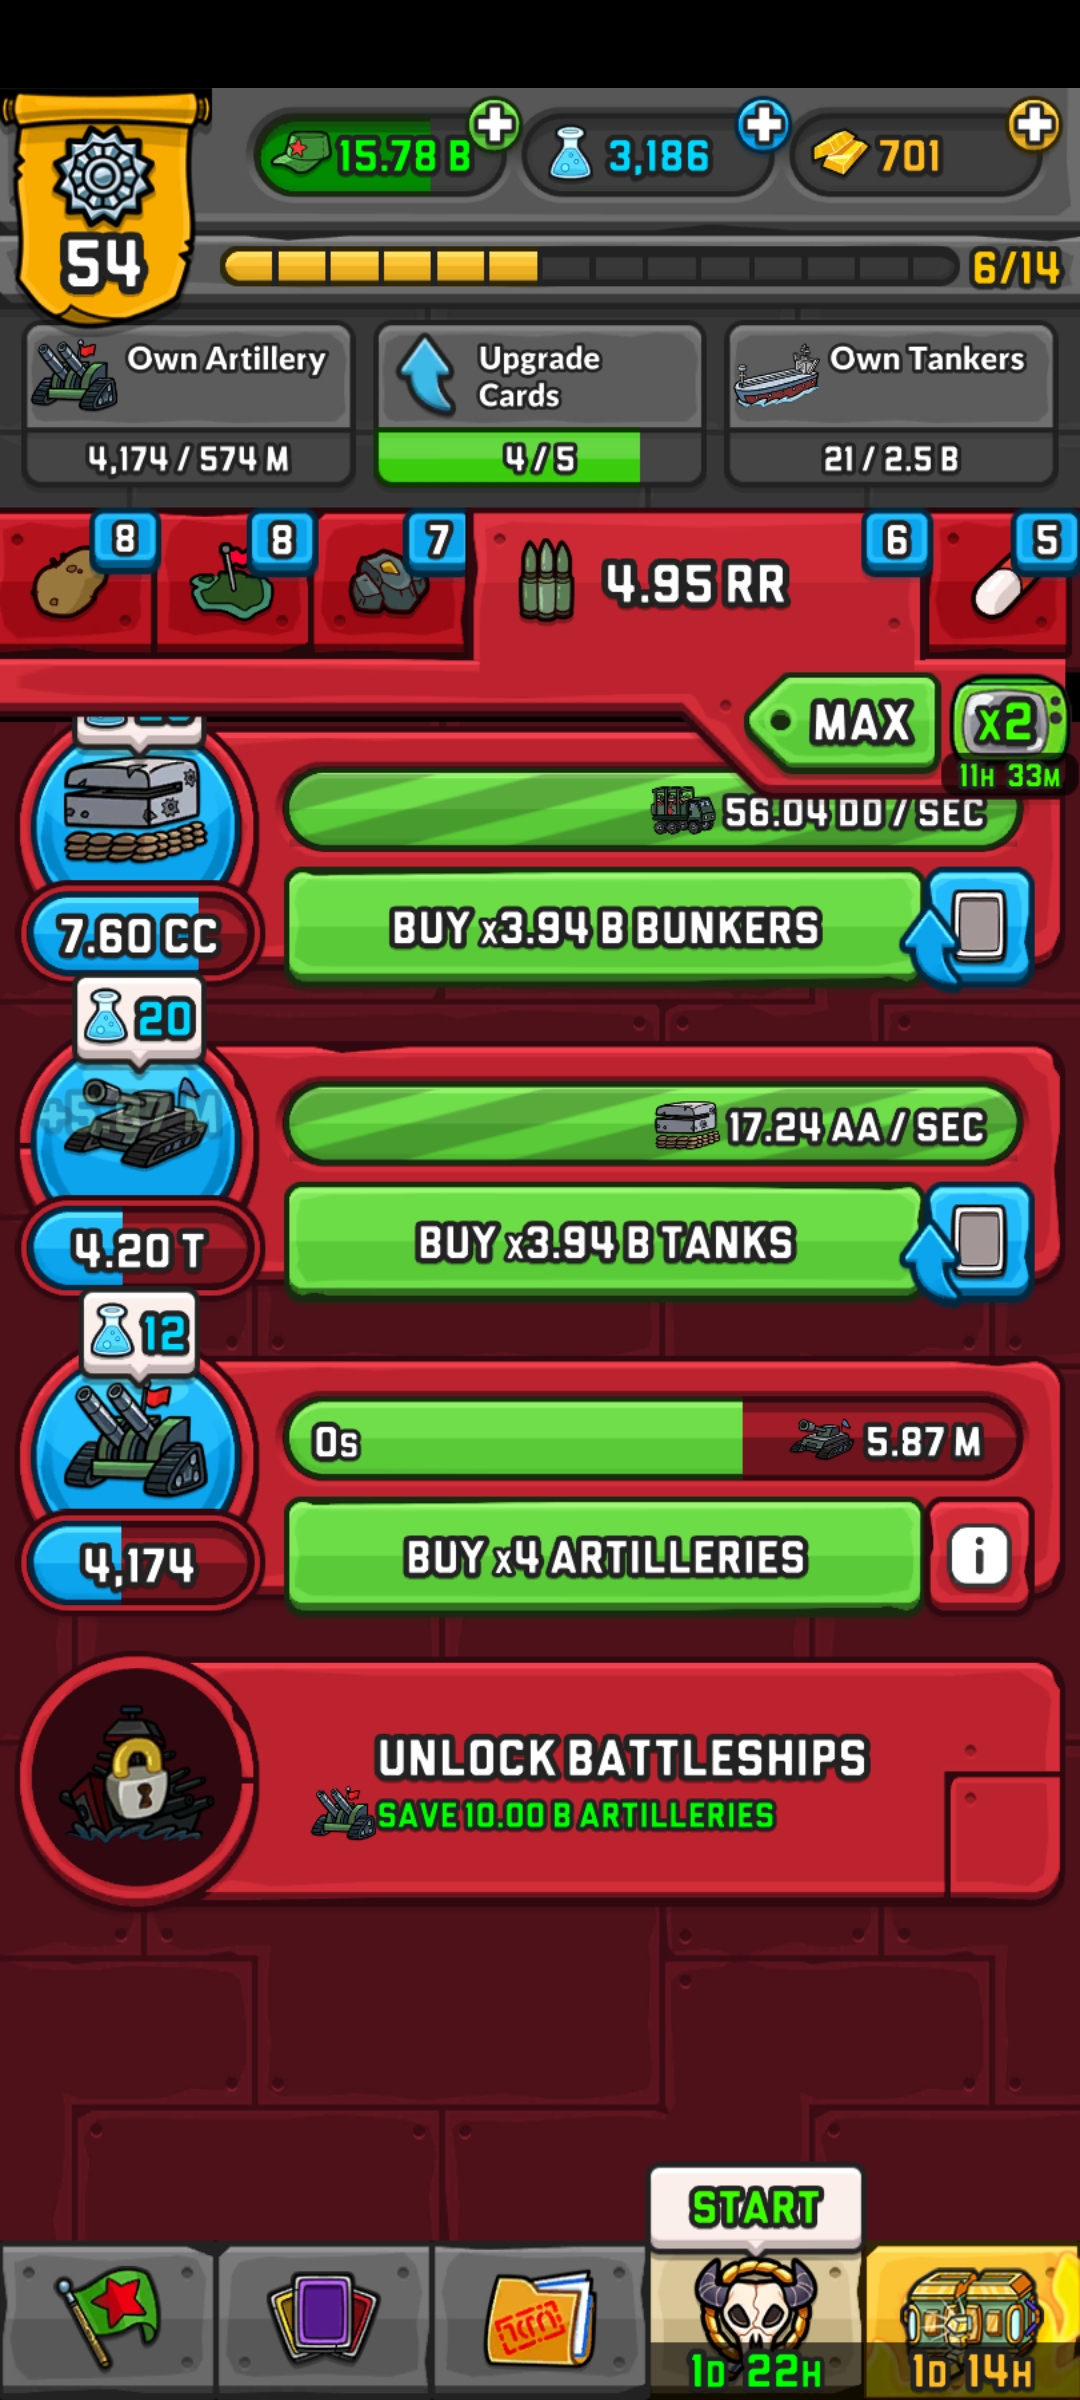 15.78 B
3,186
701
54
6/14
Own Artillery
4,174 / 574 M
Upgrade
Cards
4 / 5
Own Tankers
21 / 2.5 B
8
8
7
4.95 RR
6
5
MAX
x2
11H 33M
56.04 DD / SEC
7.60 CC
BUY x3.94 B BUNKERS
20
+5.87 M
17.24 AA / SEC
4.20 T
BUY x3.94 B TANKS
12
0s
5.87 M
4,174
BUY x4 ARTILLERIES
i
UNLOCK BATTLESHIPS
SAVE 10.00 B ARTILLERIES
START
1D 22H
1D 14H